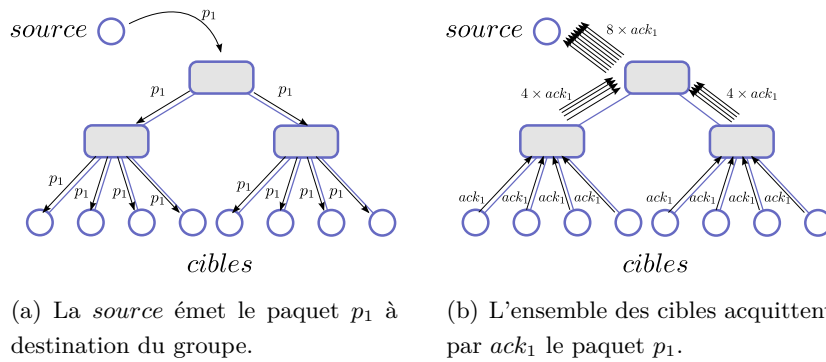 source
p₁
p₁
p₁
p₁
p₁
p₁
p₁
p₁
p₁
p₁
p₁
cibles
(a) La source émet le paquet p₁ à
destination du groupe.
source
8 × ack₁
4 × ack₁
4 × ack₁
ack₁
ack₁
ack₁
ack₁
ack₁
ack₁
ack₁
ack₁
cibles
(b) L'ensemble des cibles acquittent
par ack₁ le paquet p₁.